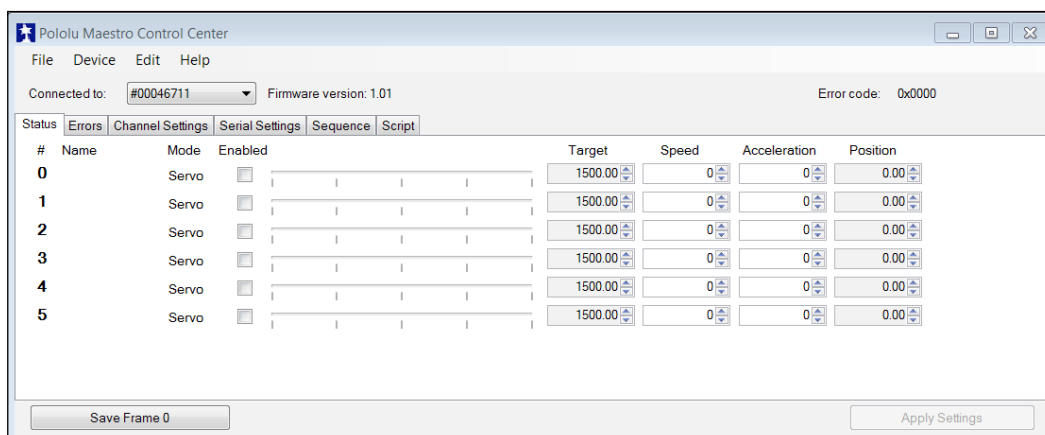 Pololu Maestro Control Center
File Device Edit Help
Connected to: #00046711 Firmware version: 1.01 Error code: 0x0000
Status Errors Channel Settings Serial Settings Sequence Script
# Name Mode Enabled Target Speed Acceleration Position
0 Servo 1500.00 0 0 0.00
1 Servo 1500.00 0 0 0.00
2 Servo 1500.00 0 0 0.00
3 Servo 1500.00 0 0 0.00
4 Servo 1500.00 0 0 0.00
5 Servo 1500.00 0 0 0.00
Save Frame 0 Apply Settings